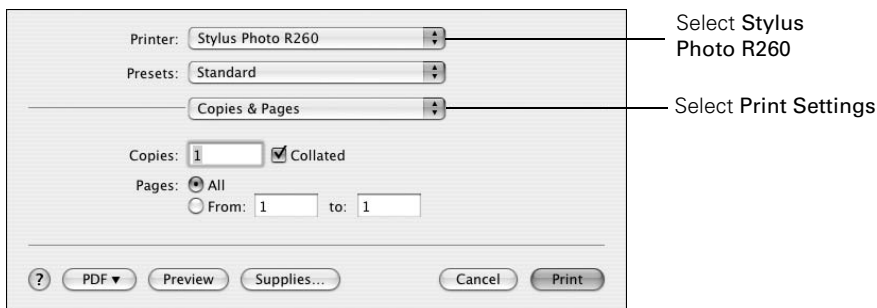 Printer: Stylus Photo R260
Select Stylus
Photo R260
Presets: Standard
Copies & Pages
Select Print Settings
Copies: 1 Collated
Pages: All
From: 1 to: 1
? PDF▼ Preview Supplies... Cancel Print